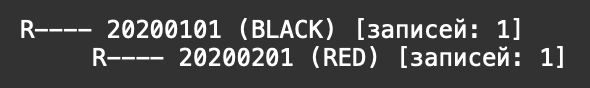 R---- 20200101 (BLACK) [записей: 1]
R---- 20200201 (RED) [записей: 1]